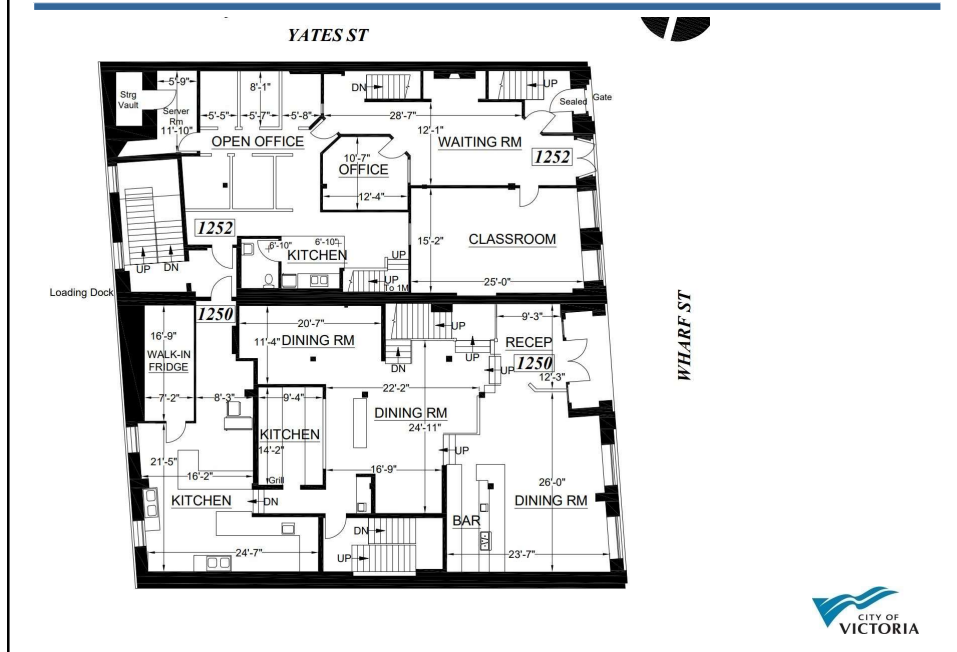 YATES ST
Strg
Vault
5'-9"
Server
Rm
11'-10"
8'-1"
5'-5"
5'-7"
5'-8"
OPEN OFFICE
DN
28'-7"
12'-1"
UP
Sealed
Gate
WAITING RM
1252
10'-7"
OFFICE
12'-4"
1252
15'-2"
CLASSROOM
25'-0"
6'-10"
6'-10"
KITCHEN
UP
UP
To 1M
UP
DN
Loading Dock
1250
WHARF ST
16'-9"
WALK-IN
FRIDGE
7'-2"
8'-3"
20'-7"
11'-4"
DINING RM
UP
DN
UP
9'-3"
RECEP
UP
1250
12'-3"
22'-2"
9'-4"
KITCHEN
14'-2"
Grill
DINING RM
24'-11"
16'-9"
UP
21'-5"
16'-2"
KITCHEN
DN
24'-7"
DN
UP
BAR
26'-0"
DINING RM
23'-7"
CITY OF
VICTORIA